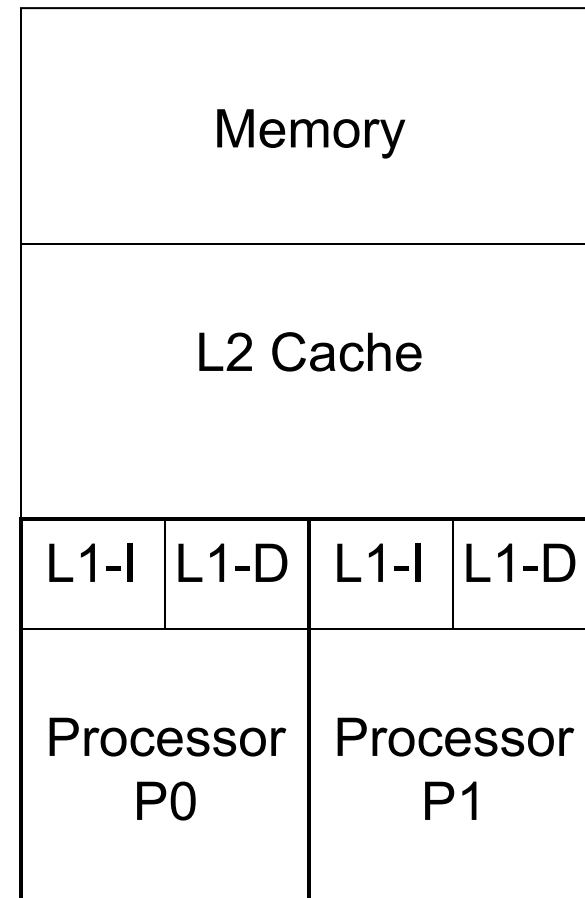 Memory
L2 Cache
L1-I L1-D L1-I L1-D
Processor
P0
Processor
P1